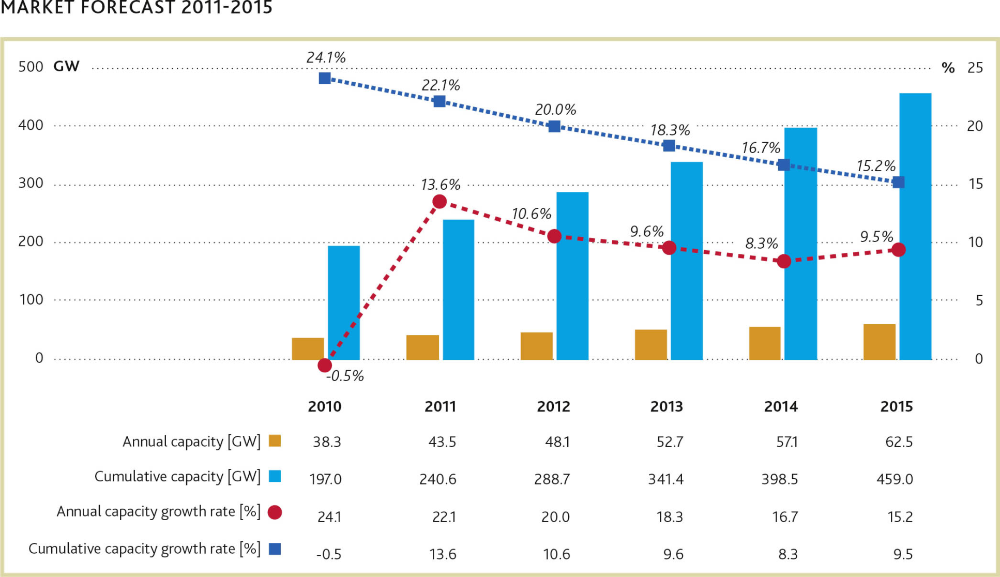 MARKET FORECAST 2011-2015
24.1%
500 GW % 25
22.1%
20.0%
400 18.3% 20
16.7%
15.2%
300 13.6% 15
10.6%
9.6%
200 8.3% 9.5% 10
100 5
0 0
-0.5%
2010 2011 2012 2013 2014 2015
Annual capacity [GW] 38.3 43.5 48.1 52.7 57.1 62.5
Cumulative capacity [GW] 197.0 240.6 288.7 341.4 398.5 459.0
Annual capacity growth rate [%] 24.1 22.1 20.0 18.3 16.7 15.2
Cumulative capacity growth rate [%] -0.5 13.6 10.6 9.6 8.3 9.5